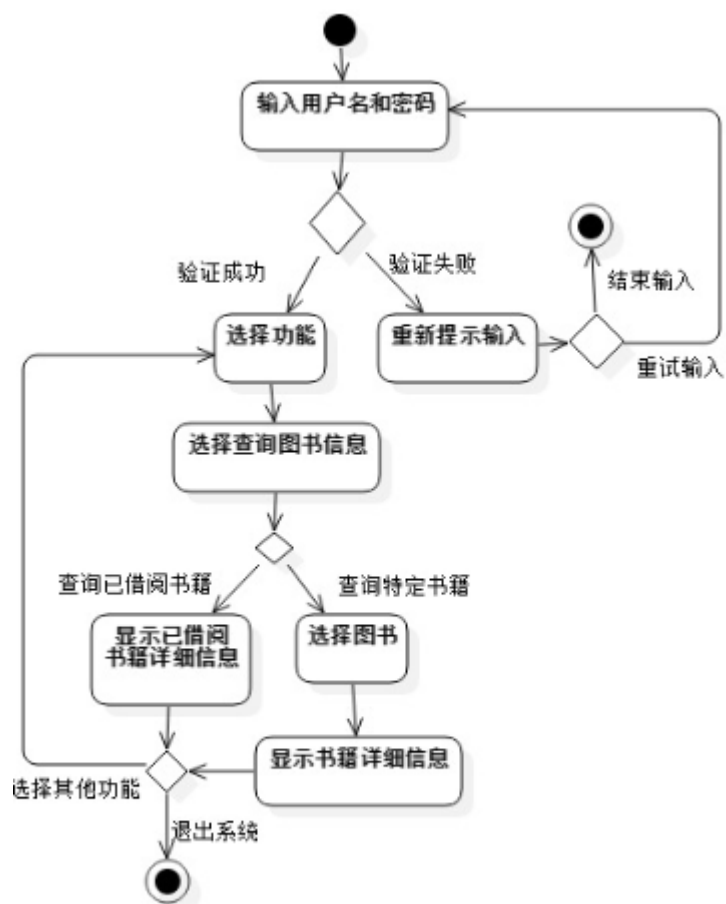 输入用户名和密码
验证成功
验证失败
结束输入
选择功能
重新提示输入
重试输入
选择查询图书信息
查询已借阅书籍
查询特定书籍
显示已借阅
书籍详细信息
选择图书
显示书籍详细信息
选择其他功能
退出系统